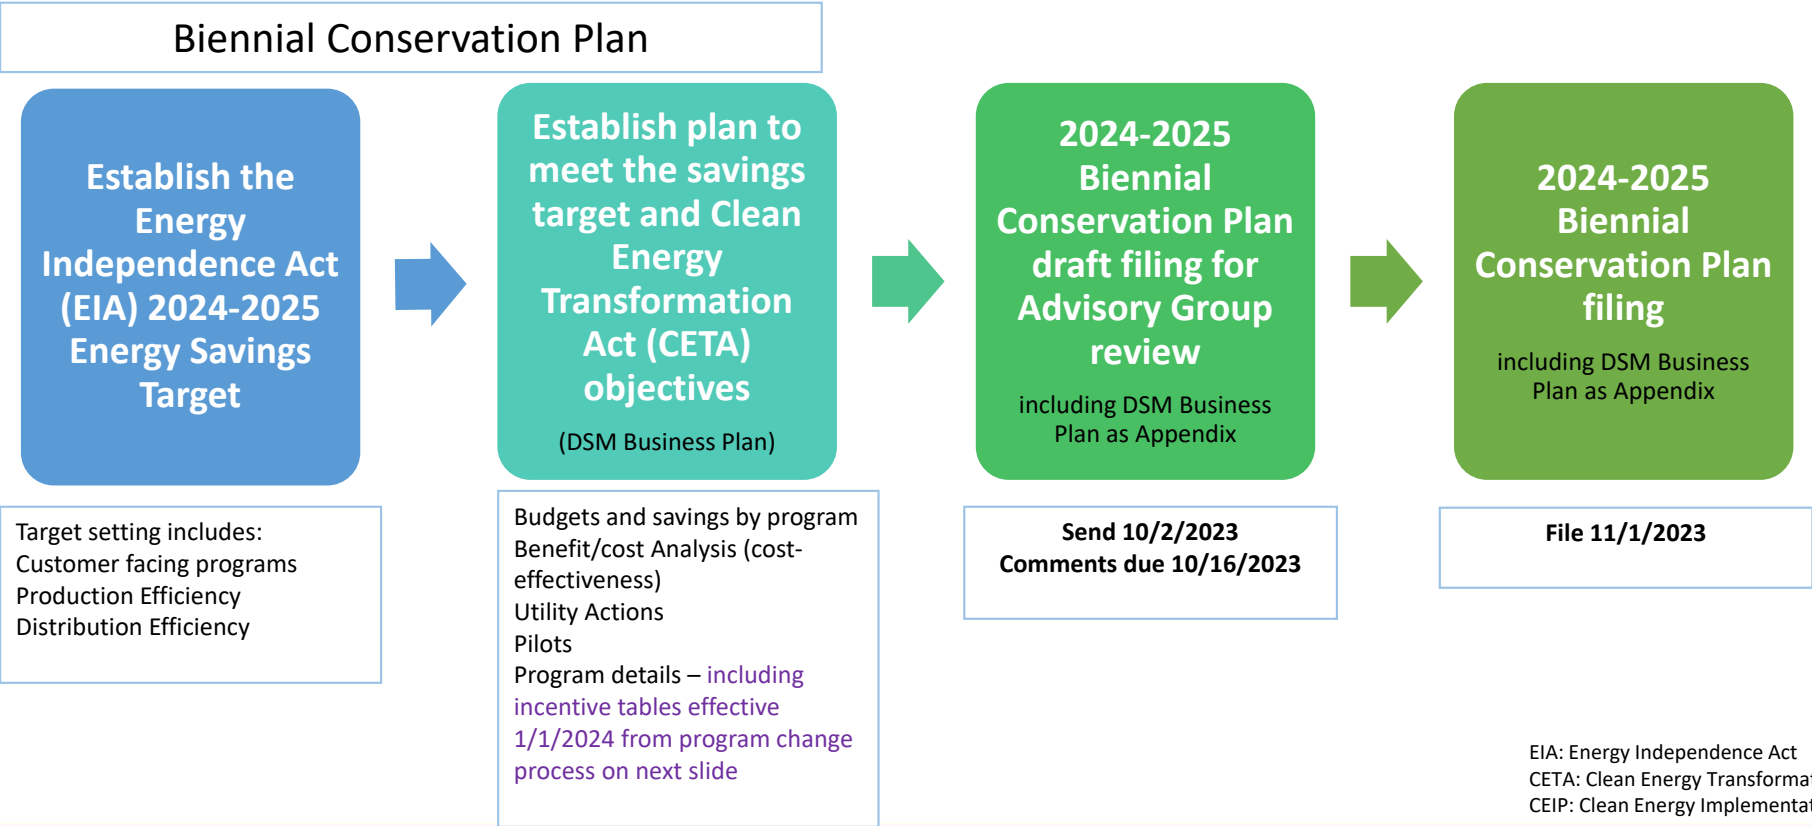 Biennial Conservation Plan
Establish the
Energy
Independence Act
(EIA) 2024-2025
Energy Savings
Target
Target setting includes:
Customer facing programs
Production Efficiency
Distribution Efficiency
Establish plan to
meet the savings
target and Clean
Energy
Transformation
Act (CETA)
objectives
(DSM Business Plan)
Budgets and savings by program
Benefit/cost Analysis (cost-
effectiveness)
Utility Actions
Pilots
Program details – including
incentive tables effective
1/1/2024 from program change
process on next slide
2024-2025
Biennial
Conservation Plan
draft filing for
Advisory Group
review
including DSM Business
Plan as Appendix
Send 10/2/2023
Comments due 10/16/2023
2024-2025
Biennial
Conservation Plan
filing
including DSM Business
Plan as Appendix
File 11/1/2023
EIA: Energy Independence Act
CETA: Clean Energy
CEIP: Clean Energy